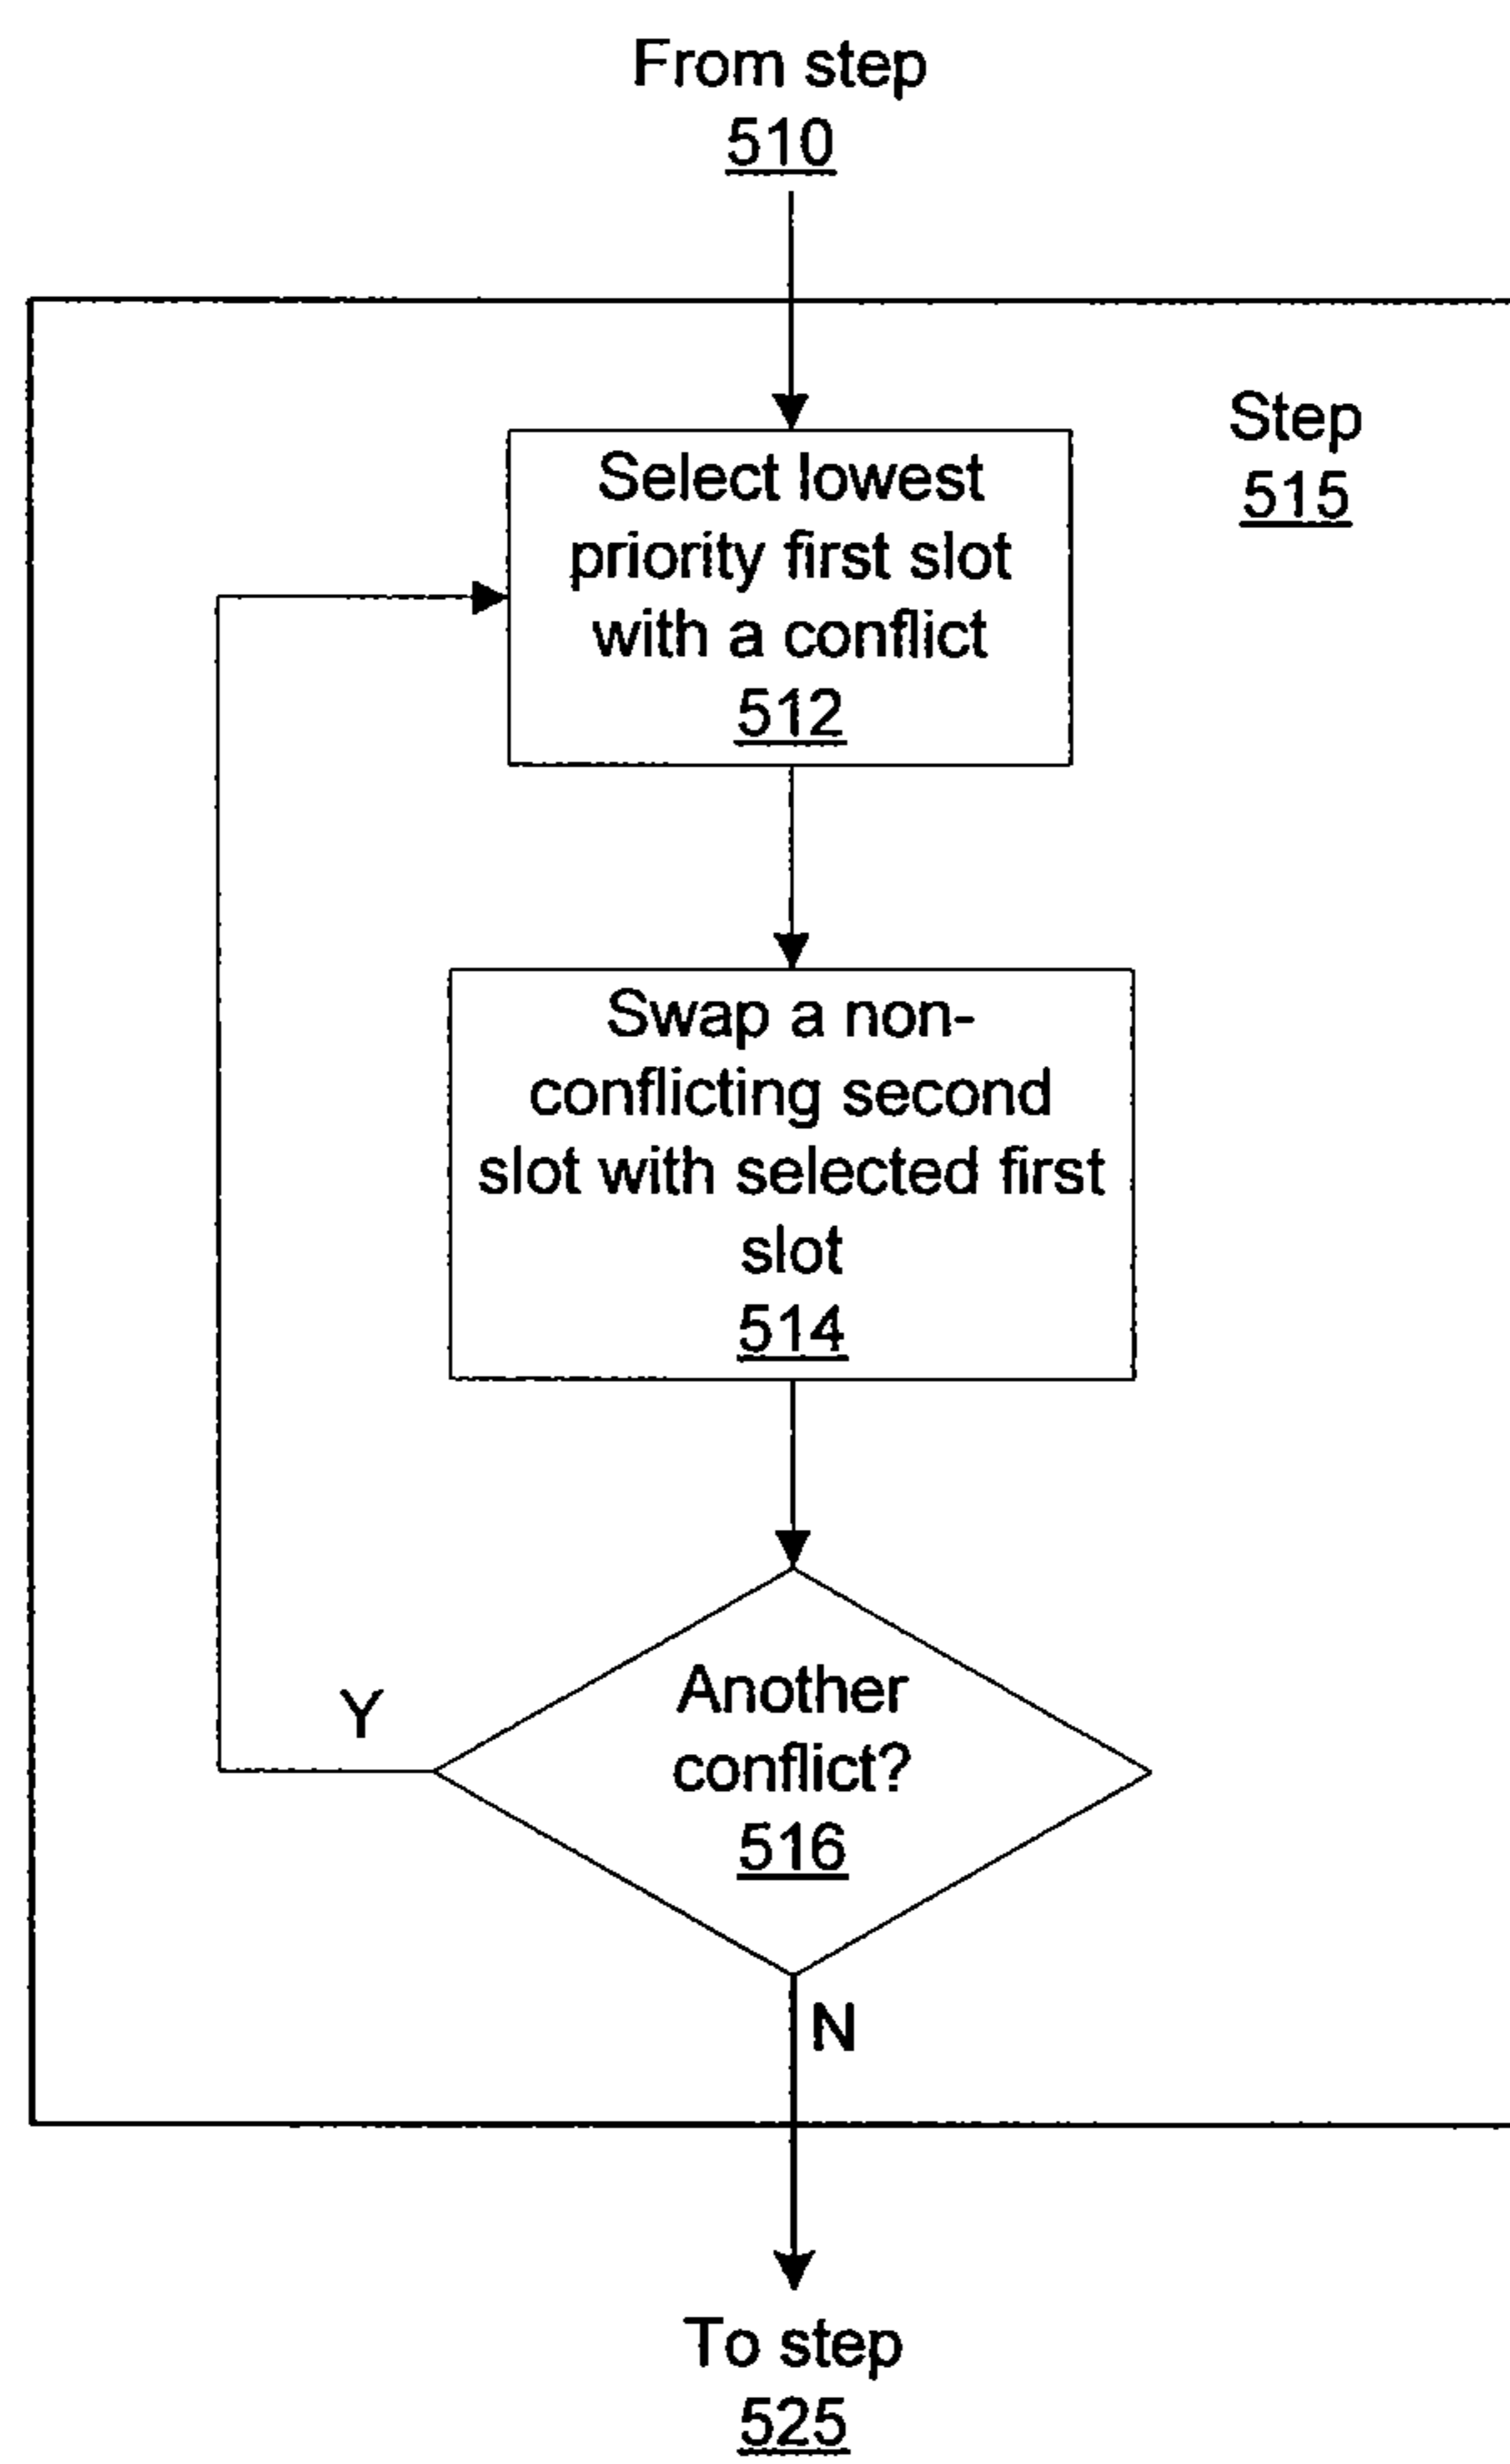 From step
510
Step
515
Select lowest
priority first slot
with a conflict
512
Swap a non-
conflicting second
slot with selected first
slot
514
Another
conflict?
516
Y
N
To step
525